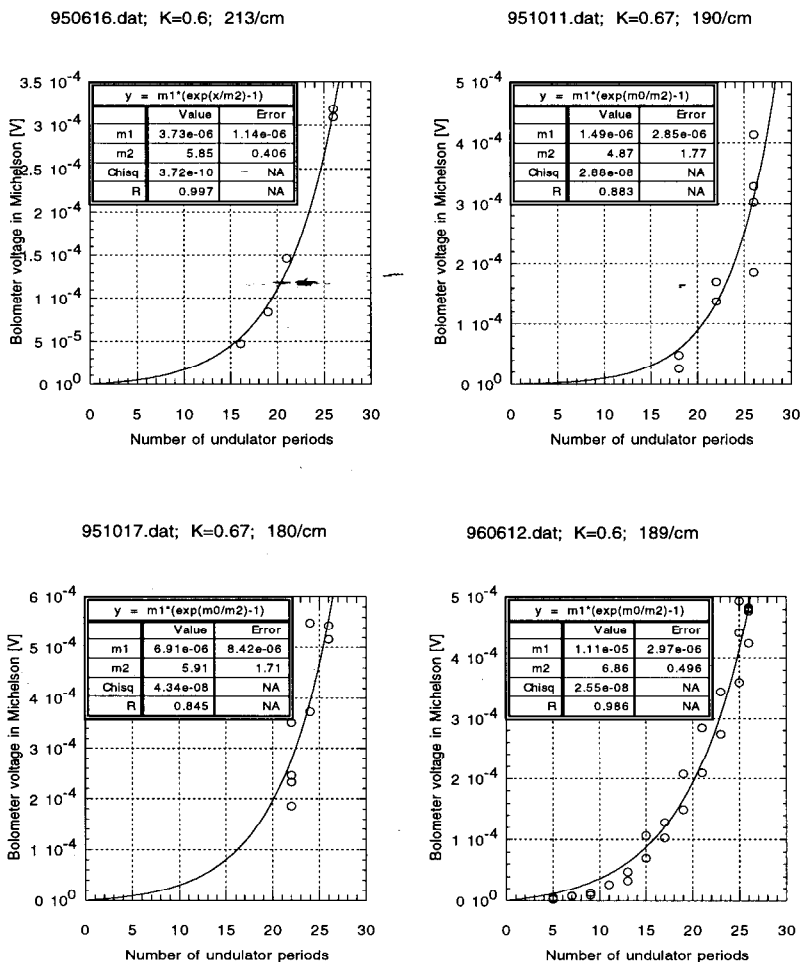 950616.dat; K=0.6; 213/cm
3.5 10-4
3 10-4
2.5 10-4
2 10-4
1.5 10-4
1 10-4
5 10-5
0 100
Bolometer voltage in Michelson [V]
y = m1*(exp(x/m2)-1)
Value Error
m1 3.73e-06 1.14e-06
m2 5.85 0.406
Chisq 3.72e-10 NA
R 0.997 NA
0 5 10 15 20 25 30
Number of undulator periods
951011.dat; K=0.67; 190/cm
5 10-4
4 10-4
3 10-4
2 10-4
1 10-4
0 100
Bolometer voltage in Michelson [V]
y = m1*(exp(m0/m2)-1)
Value Error
m1 1.49e-06 2.85e-06
m2 4.87 1.77
Chisq 2.88e-08 NA
R 0.883 NA
0 5 10 15 20 25 30
Number of undulator periods
951017.dat; K=0.67; 180/cm
6 10-4
5 10-4
4 10-4
3 10-4
2 10-4
1 10-4
0 100
Bolometer voltage in Michelson [V]
y = m1*(exp(m0/m2)-1)
Value Error
m1 6.91e-06 8.42e-06
m2 5.91 1.71
Chisq 4.34e-08 NA
R 0.845 NA
0 5 10 15 20 25 30
Number of undulator periods
960612.dat; K=0.6; 189/cm
5 10-4
4 10-4
3 10-4
2 10-4
1 10-4
0 100
Bolometer voltage in Michelson [V]
y = m1*(exp(m0/m2)-1)
Value Error
m1 1.11e-05 2.97e-06
m2 6.86 0.496
Chisq 2.55e-08 NA
R 0.986 NA
0 5 10 15 20 25 30
Number of undulator periods